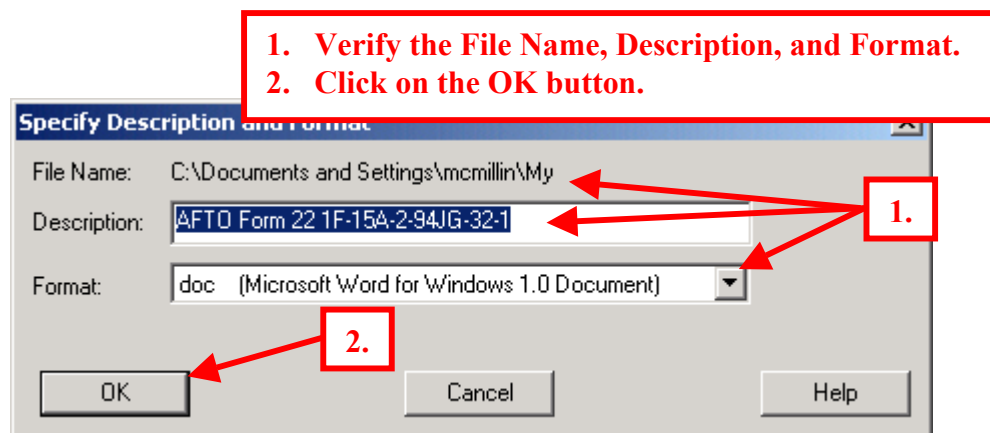 1. Verify the File Name, Description, and Format.
2. Click on the OK button.
Specify Description and Format
File Name: C:\Documents and Settings\mcmillin\My
Description: AFTO Form 22 1F-15A-2-94JG-32-1
1.
Format: doc (Microsoft Word for Windows 1.0 Document)
2.
OK Cancel Help